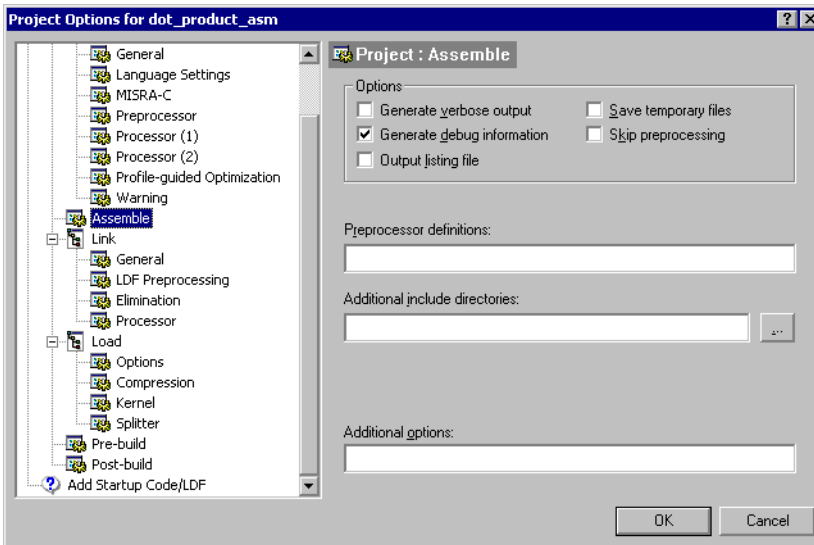 Project Options for dot_product_asm
General
Language Settings
MISRA-C
Preprocessor
Processor (1)
Processor (2)
Profile-guided Optimization
Warning
Assemble
Link
General
LDF Preprocessing
Elimination
Processor
Load
Options
Compression
Kernel
Splitter
Pre-build
Post-build
Add Startup Code/LDF
Project : Assemble
Options
Generate verbose output
Save temporary files
Generate debug information
Skip preprocessing
Output listing file
Preprocessor definitions:
Additional include directories:
...
Additional options:
OK
Cancel